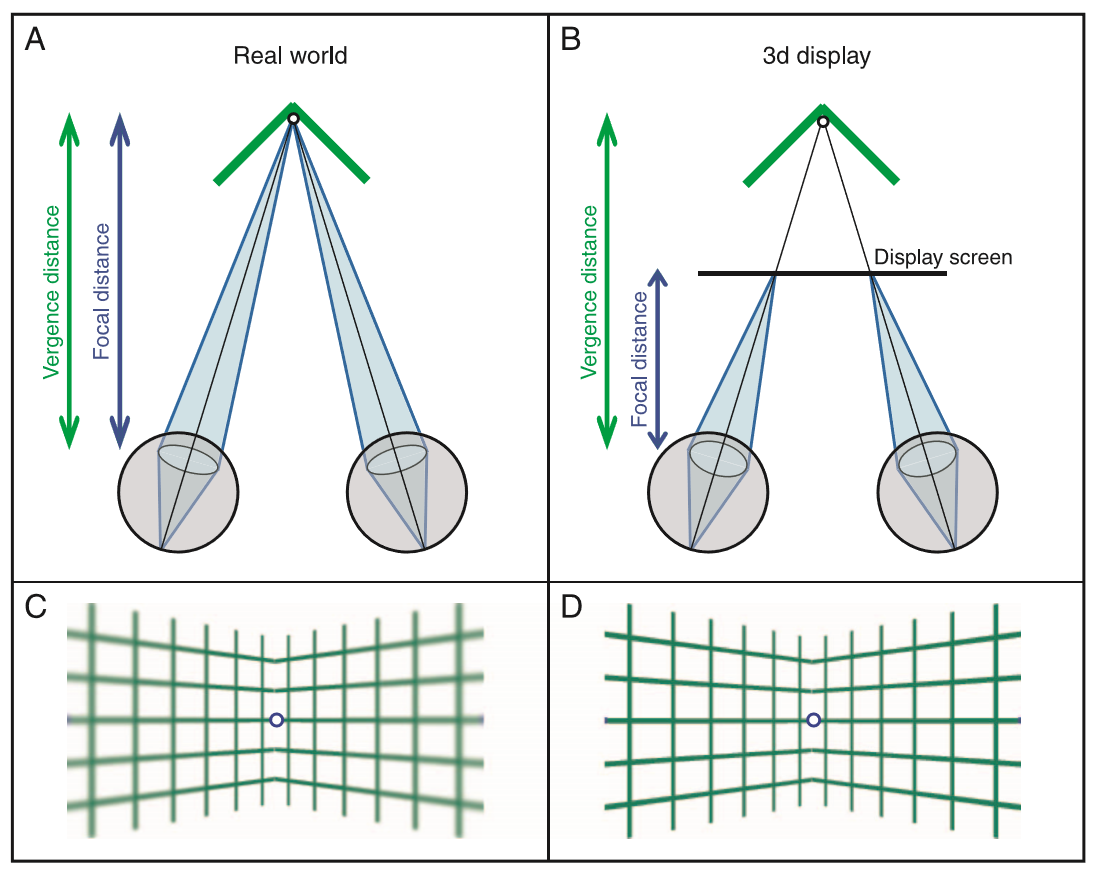 A
Real world
Vergence distance
Focal distance
B
3d display
Vergence distance
Focal distance
Display screen
C
D